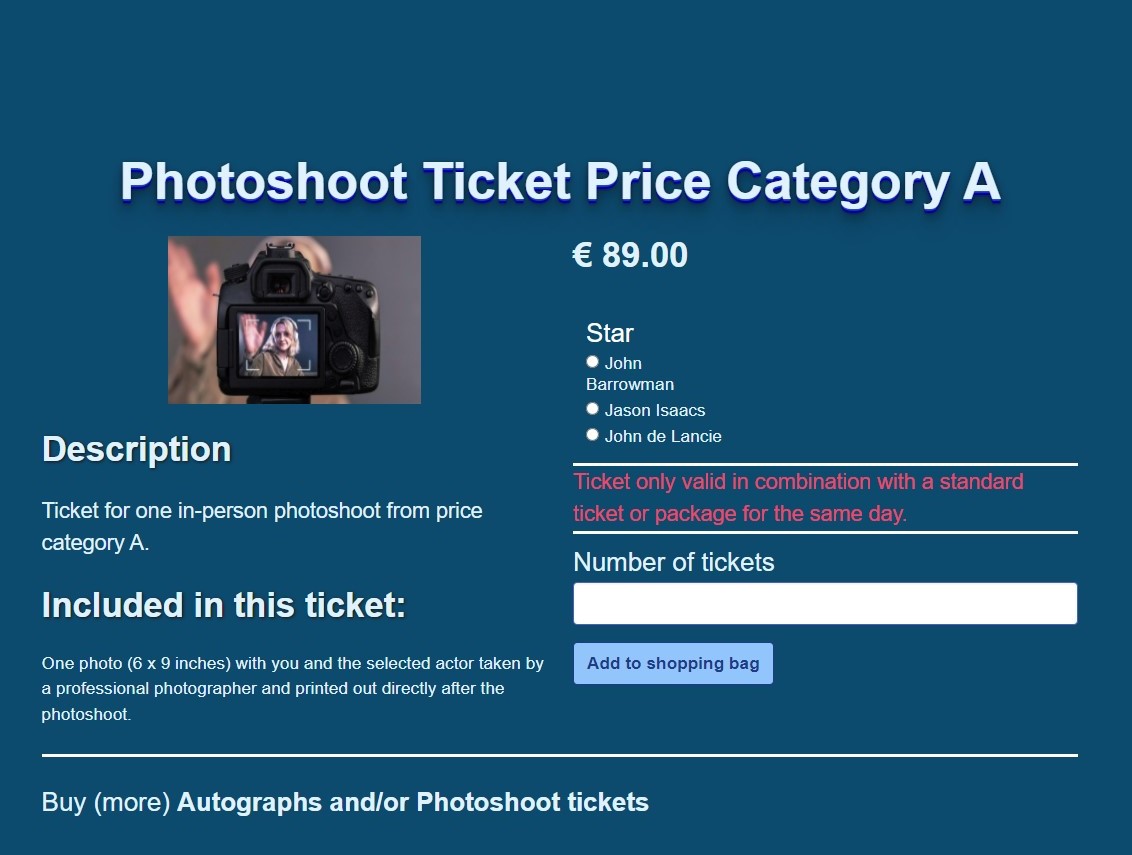 Photoshoot Ticket Price Category A
€ 89.00
Star
John
Barrowman
Jason Isaacs
John de Lancie
Description
Ticket for one in-person photoshoot from price
category A.
Included in this ticket:
One photo (6 x 9 inches) with you and the selected actor taken by
a professional photographer and printed out directly after the
photoshoot.
Ticket only valid in combination with a standard
ticket or package for the same day.
Number of tickets
Add to shopping bag
Buy (more) Autographs and/or Photoshoot tickets